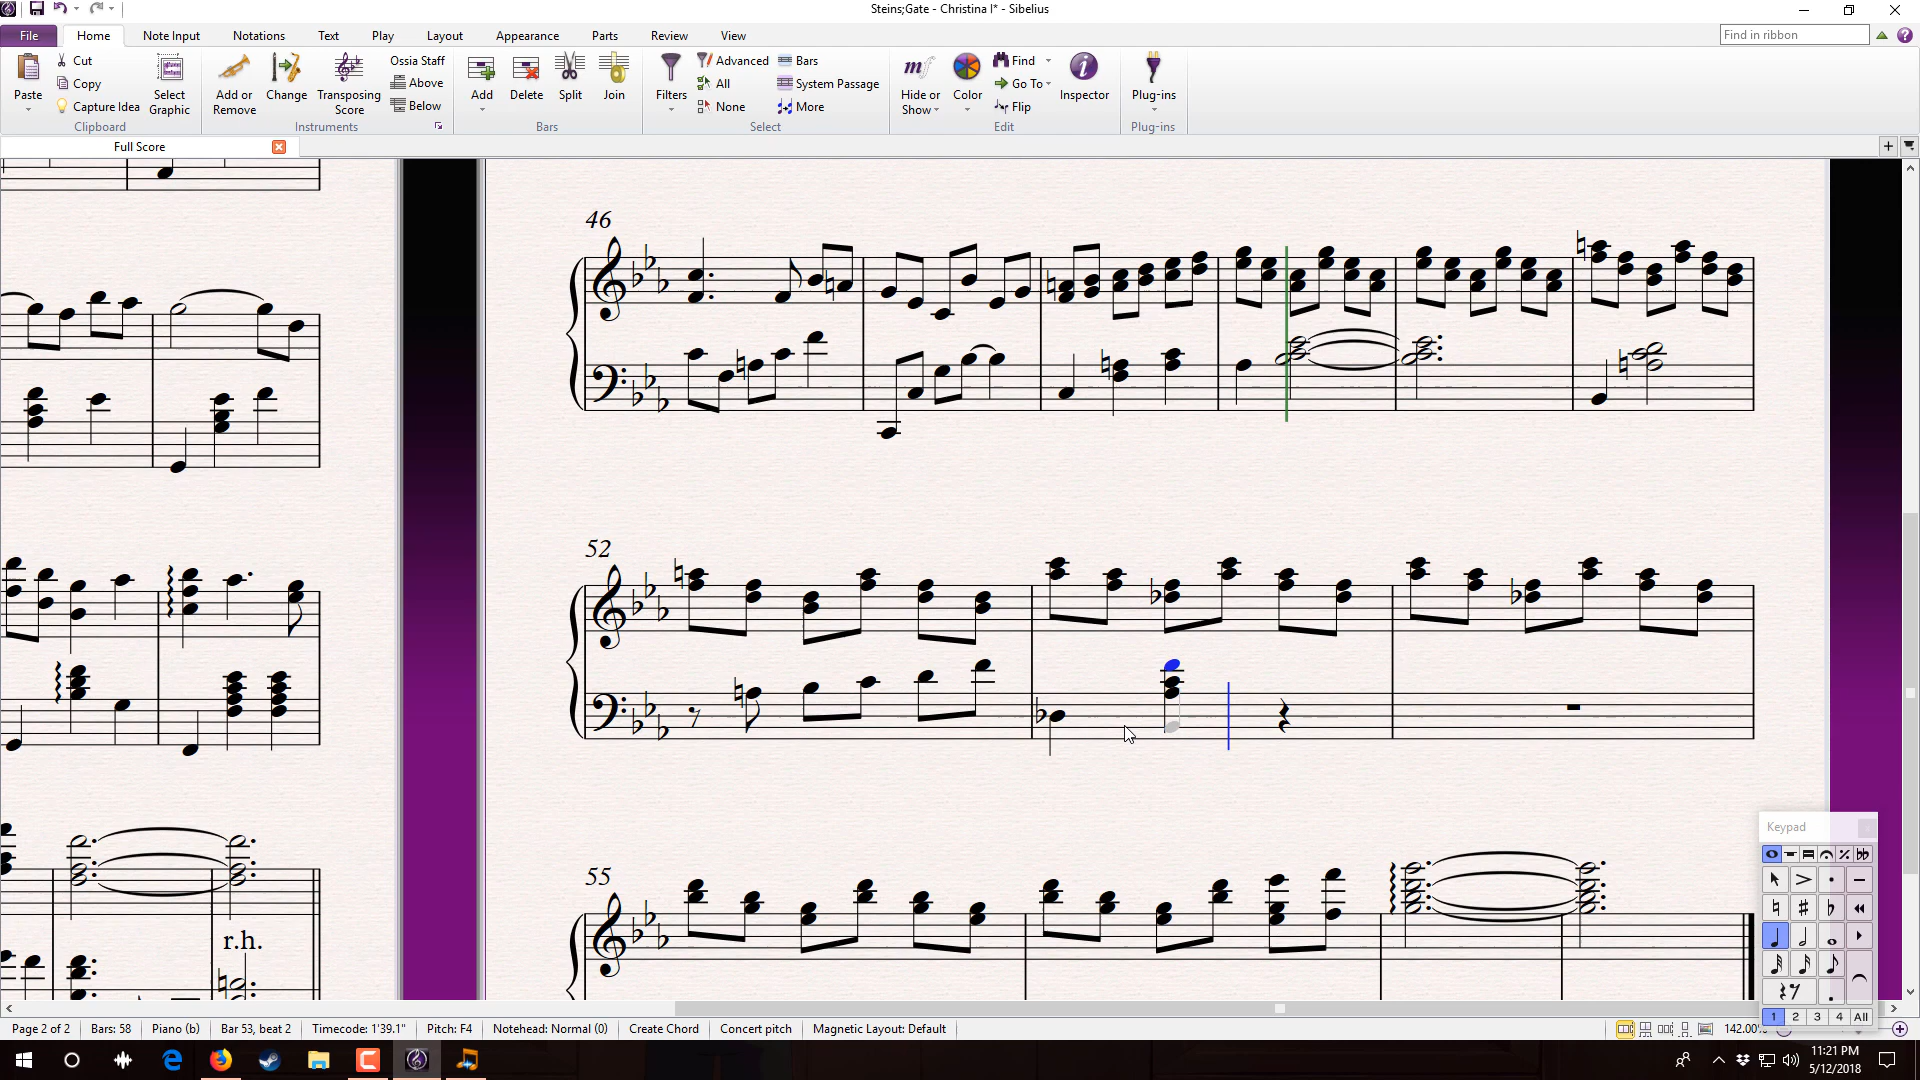 Steins;Gate - Christina I* - Sibelius
File Home Note Input Notations Text Play Layout Appearance Parts Review View Find in ribbon
Paste Cut Copy Capture Idea Select Graphic Clipboard
Add or Remove Change Transposing Score Ossia Staff Above Below Instruments
Add Delete Split Join Bars
Filters Advanced All None Bars System Passage More Select
Hide or Show Color Find Go To Flip Inspector Edit
Plug-ins Plug-ins
Full Score
46
52
55
r.h.
Keypad
1 2 3 4 All
Page 2 of 2 Bars: 58 Piano (b) Bar 53, beat 2 Timecode: 1'39.1" Pitch: F4 Notehead: Normal (0) Create Chord Concert pitch Magnetic Layout: Default 142.00%
11:21 PM
5/12/2018